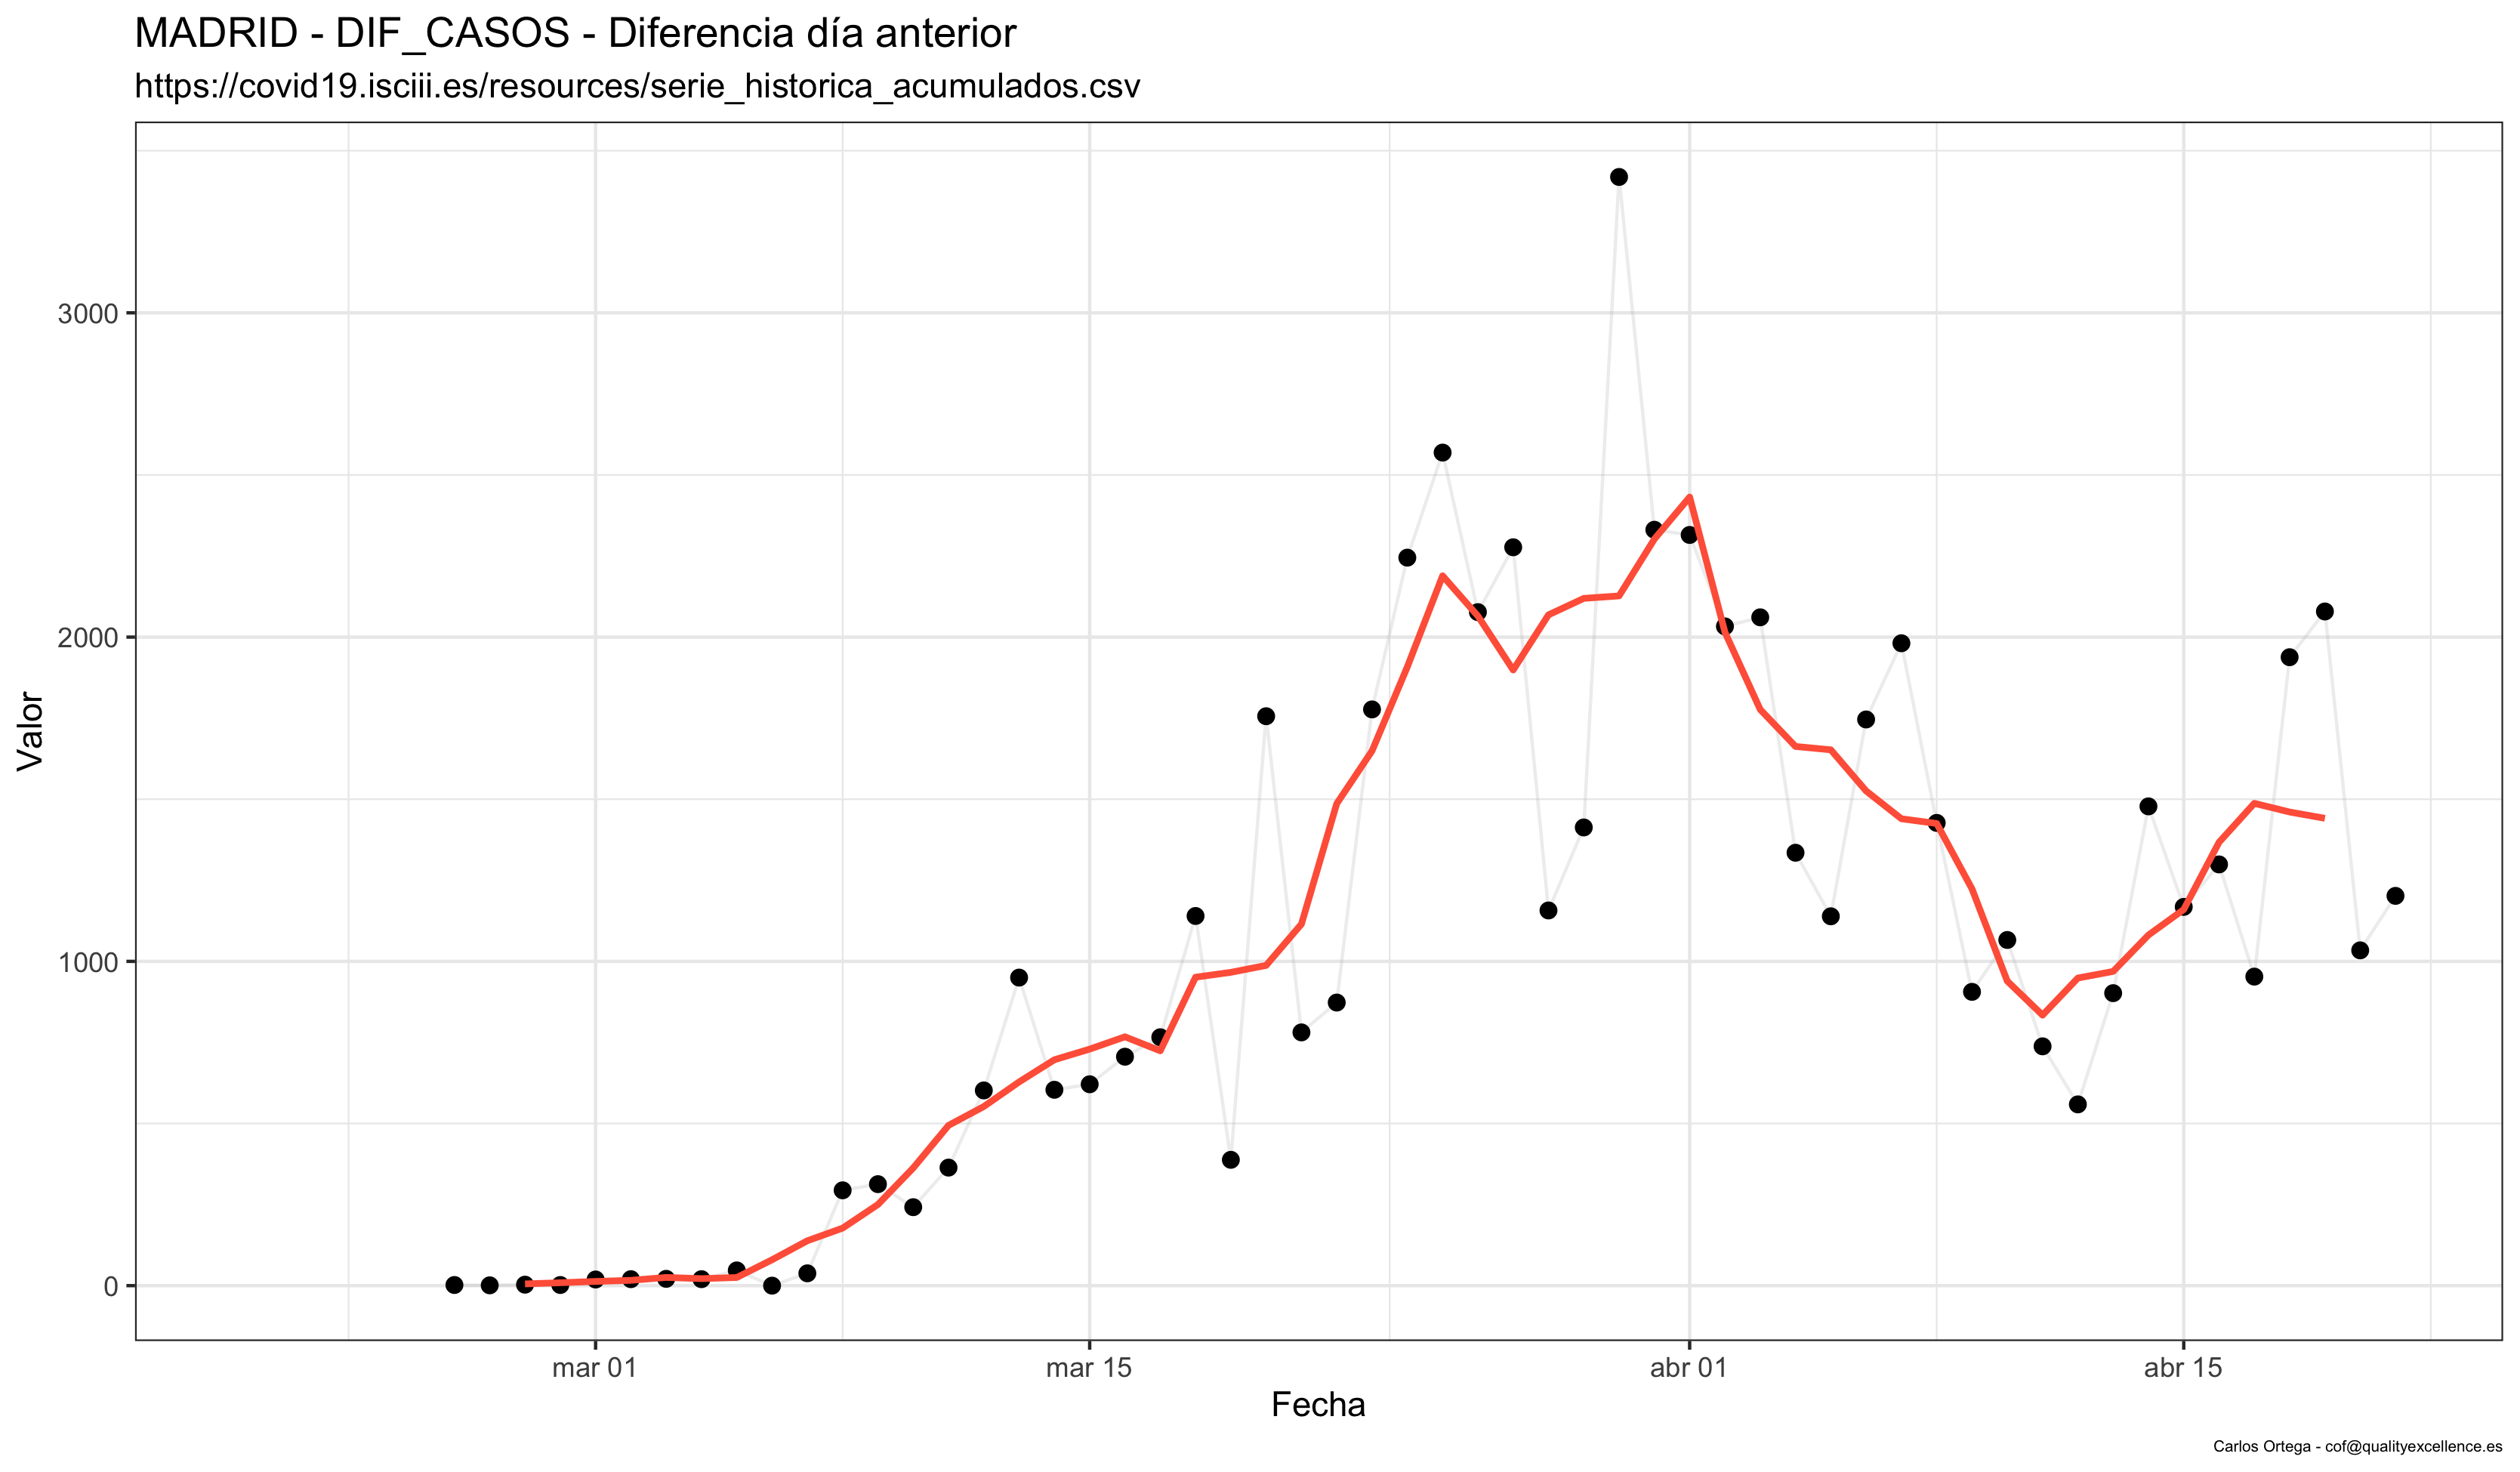 MADRID - DIF_CASOS - Diferencia día anterior
https://covid19.isciii.es/resources/serie_historica_acumulados.csv
Valor
3000
2000
1000
0
mar 01
mar 15
abr 01
abr 15
Fecha
Carlos Ortega - cof@qualityexcellence.es